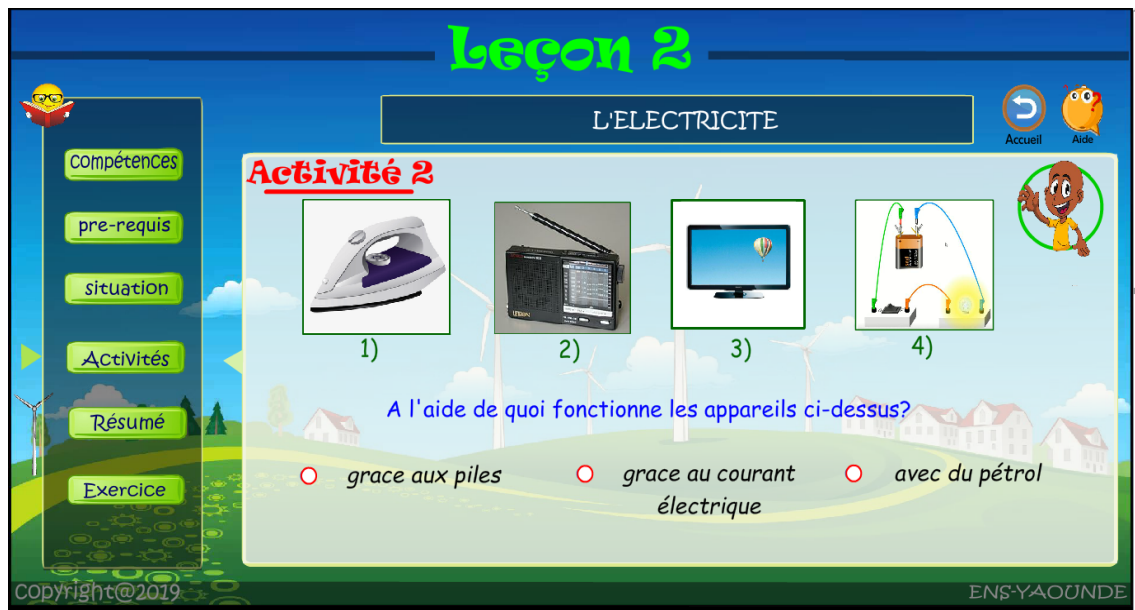 Leçon 2
L'ELECTRICITE
Accueil
Aide
compétences
pre-requis
situation
Activités
Résumé
Exercice
Activité 2
1)
2)
3)
4)
A l'aide de quoi fonctionne les appareils ci-dessus?
grace aux piles
grace au courant
électrique
avec du pétrol
copyright@2019
ENS-YAOUNDE